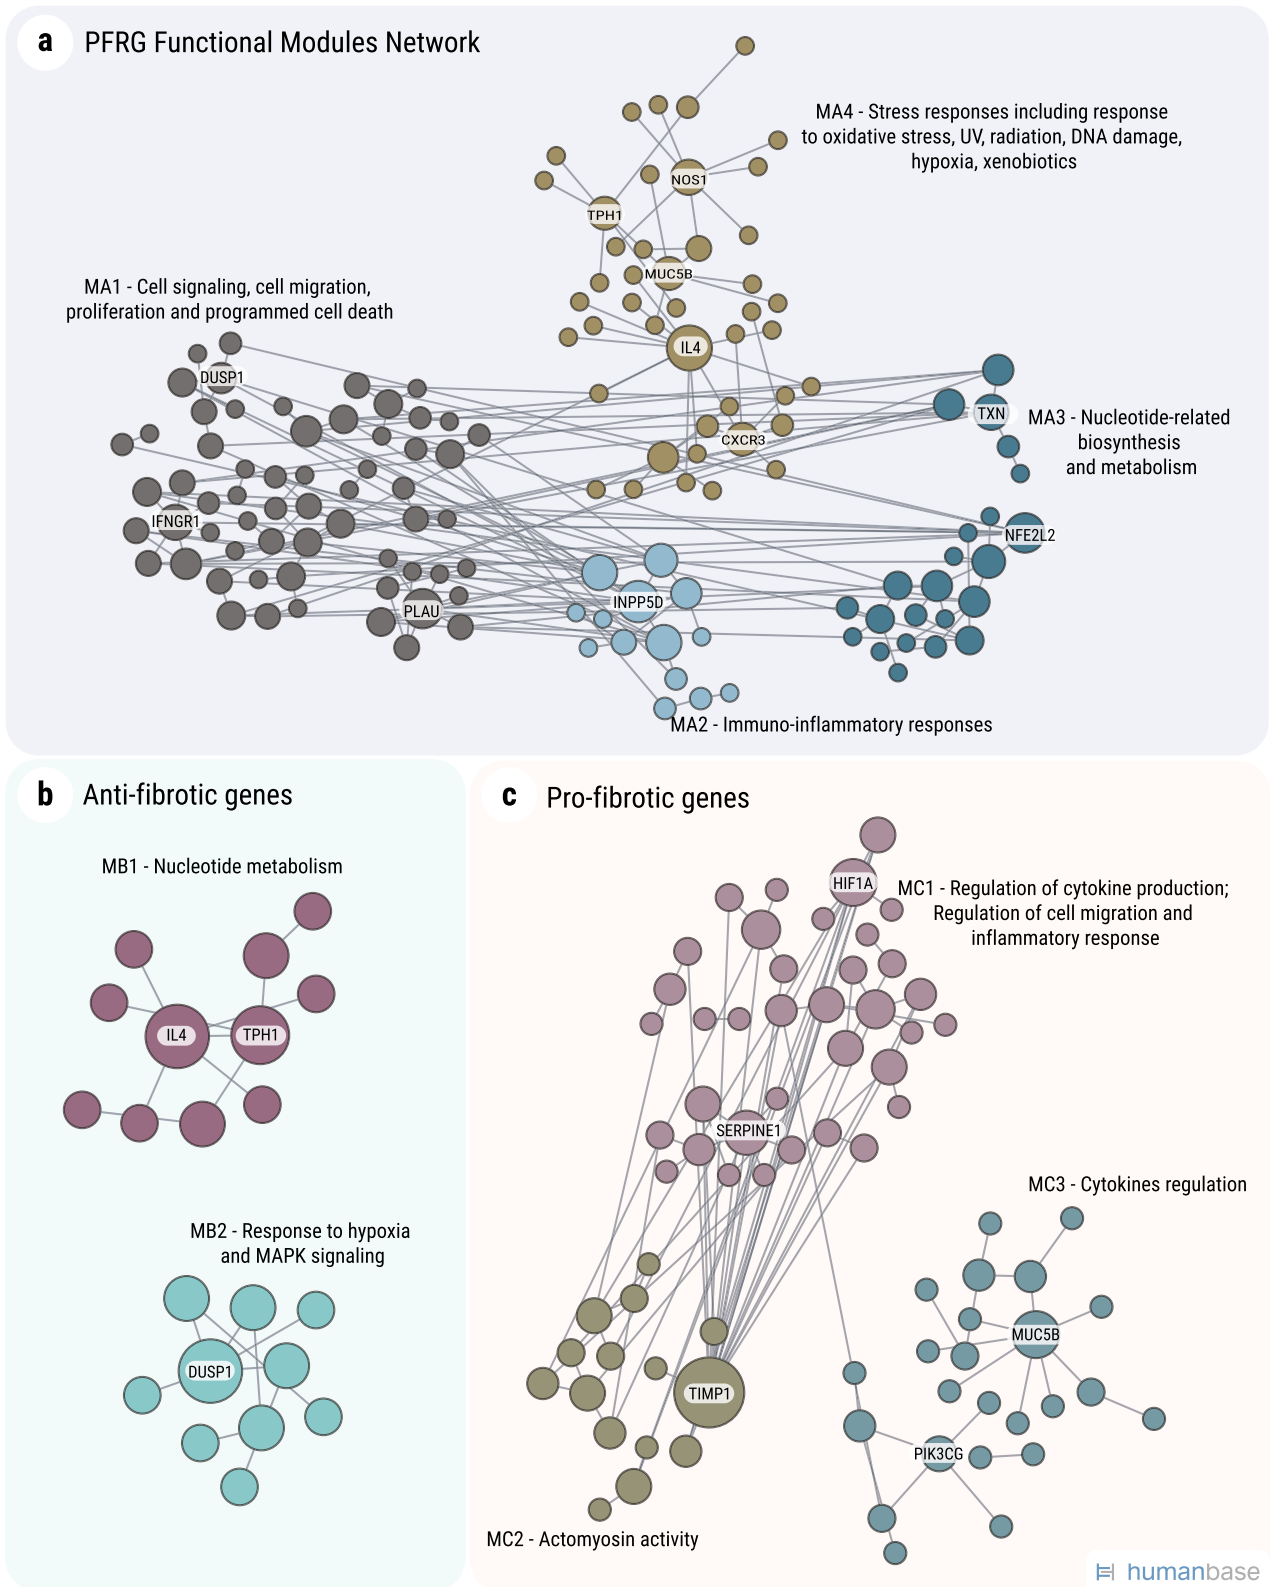 a PFRG Functional Modules Network
MA4 - Stress responses including response
to oxidative stress, UV, radiation, DNA damage,
hypoxia, xenobiotics
NOS1
TPH1
MUC5B
IL4
CXCR3
MA1 - Cell signaling, cell migration,
proliferation and programmed cell death
DUSP1
IFNGR1
PLAU
TXN
MA3 - Nucleotide-related
biosynthesis
and metabolism
NFE2L2
INPP5D
MA2 - Immuno-inflammatory responses
b Anti-fibrotic genes
MB1 - Nucleotide metabolism
IL4
TPH1
MB2 - Response to hypoxia
and MAPK signaling
DUSP1
c Pro-fibrotic genes
HIF1A
MC1 - Regulation of cytokine production;
Regulation of cell migration and
inflammatory response
SERPINE1
MC3 - Cytokines regulation
MUC5B
TIMP1
PIK3CG
MC2 - Actomyosin activity
humanbase